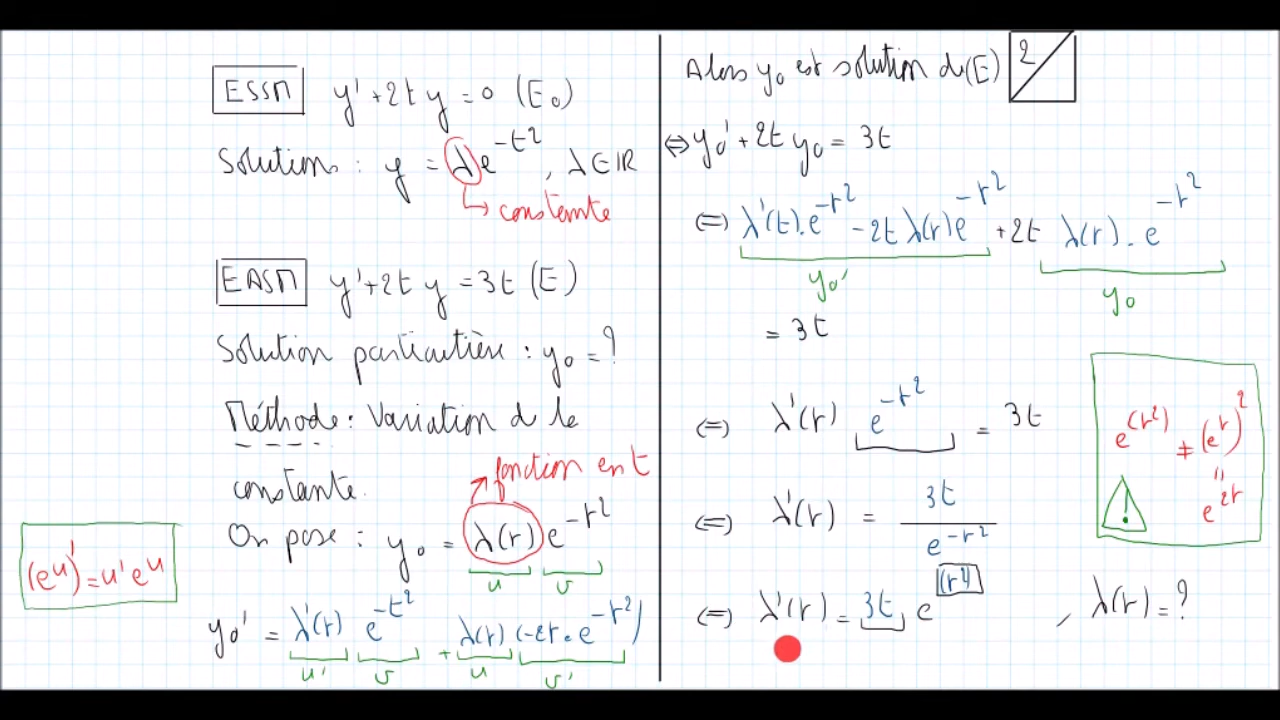 ESSM y' + 2t y = 0 (E₀)
Solutions : y = λe^(-t²) , λ ∈ IR
↳ constante
EASM y' + 2t y = 3t (E)
Solution particulière : y₀ = ?
Méthode : Variation de la
constante.
fonction en t
On pose : y₀ = λ(t) e^(-t²)
u v
(e^u)' = u' e^u
y₀' = λ'(t) e^(-t²) + λ(t) (-2t · e^(-t²))
u' v u v'
Alors y₀ est solution de (E) 2
⇔ y₀' + 2t y₀ = 3t
⇔ λ'(t) · e^(-t²) - 2t λ(t) e^(-t²) + 2t λ(t) · e^(-t²)
y₀' y₀
= 3t
⇔ λ'(t) e^(-t²) = 3t
⇔ λ'(t) = 3t / e^(-t²)
⇔ λ'(t) = 3t e^(t²) , λ(t) = ?
e^(t²) ≠ (e^t)²
"
e^(2t)
!